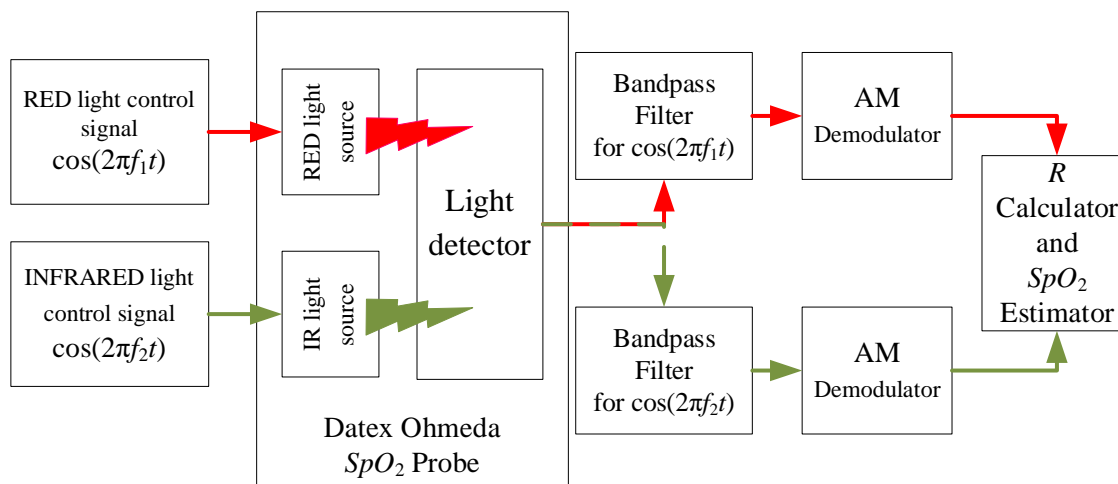 RED light control
signal
cos(2πf₁t)
INFRARED light
control signal
cos(2πf₂t)
RED light
source
IR light
source
Light
detector
Datex Ohmeda
SpO₂ Probe
Bandpass
Filter
for cos(2πf₁t)
AM
Demodulator
Bandpass
Filter
for cos(2πf₂t)
AM
Demodulator
R
Calculator
and
SpO₂
Estimator